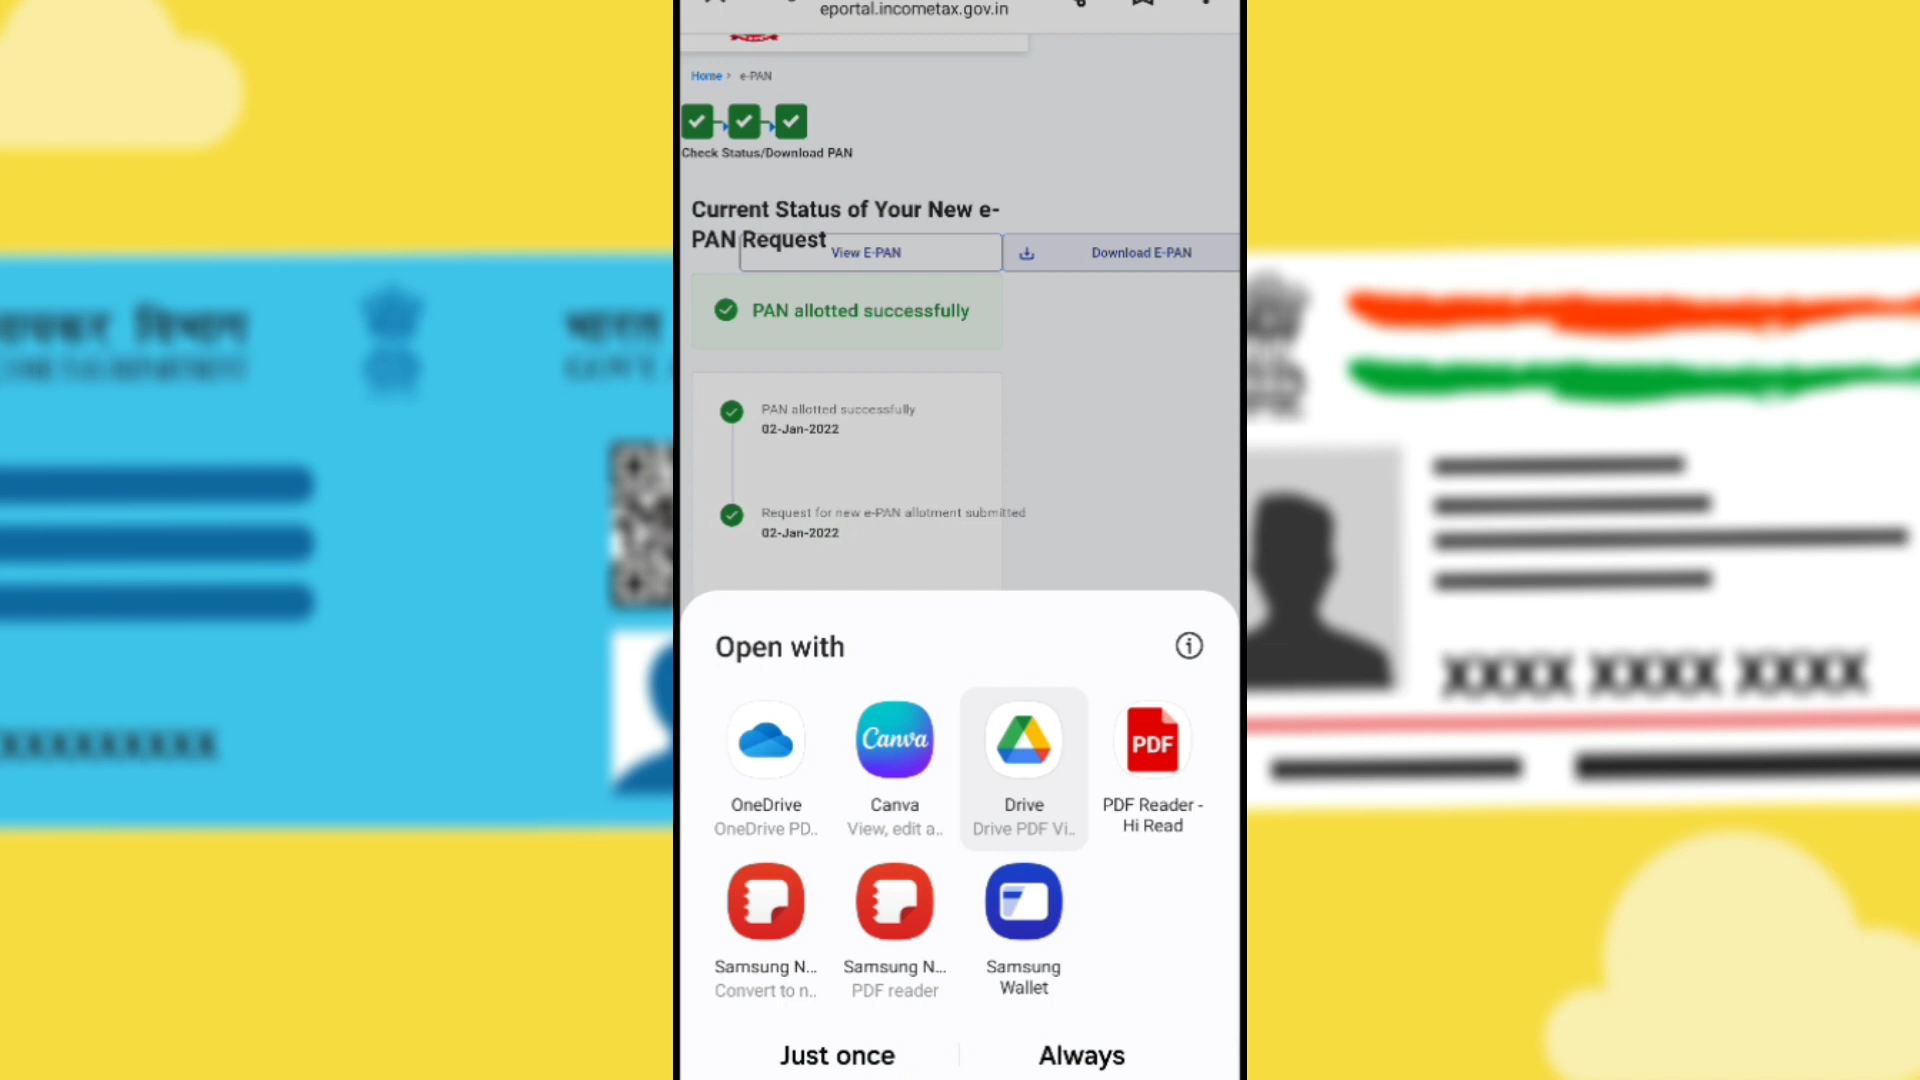 eportal.incometax.gov.in
Home > e-PAN
Check Status/Download PAN
Current Status of Your New e-
PAN Request
View E-PAN
Download E-PAN
PAN allotted successfully
PAN allotted successfully
02-Jan-2022
Request for new e-PAN allotment submitted
02-Jan-2022
Open with
OneDrive
OneDrive PD..
Canva
Canva
View, edit a..
Drive
Drive PDF Vi..
PDF
PDF Reader -
Hi Read
Samsung N...
Convert to n..
Samsung N...
PDF reader
Samsung
Wallet
Just once
Always
विभाग
भारत
XXXX XXXX XXXX